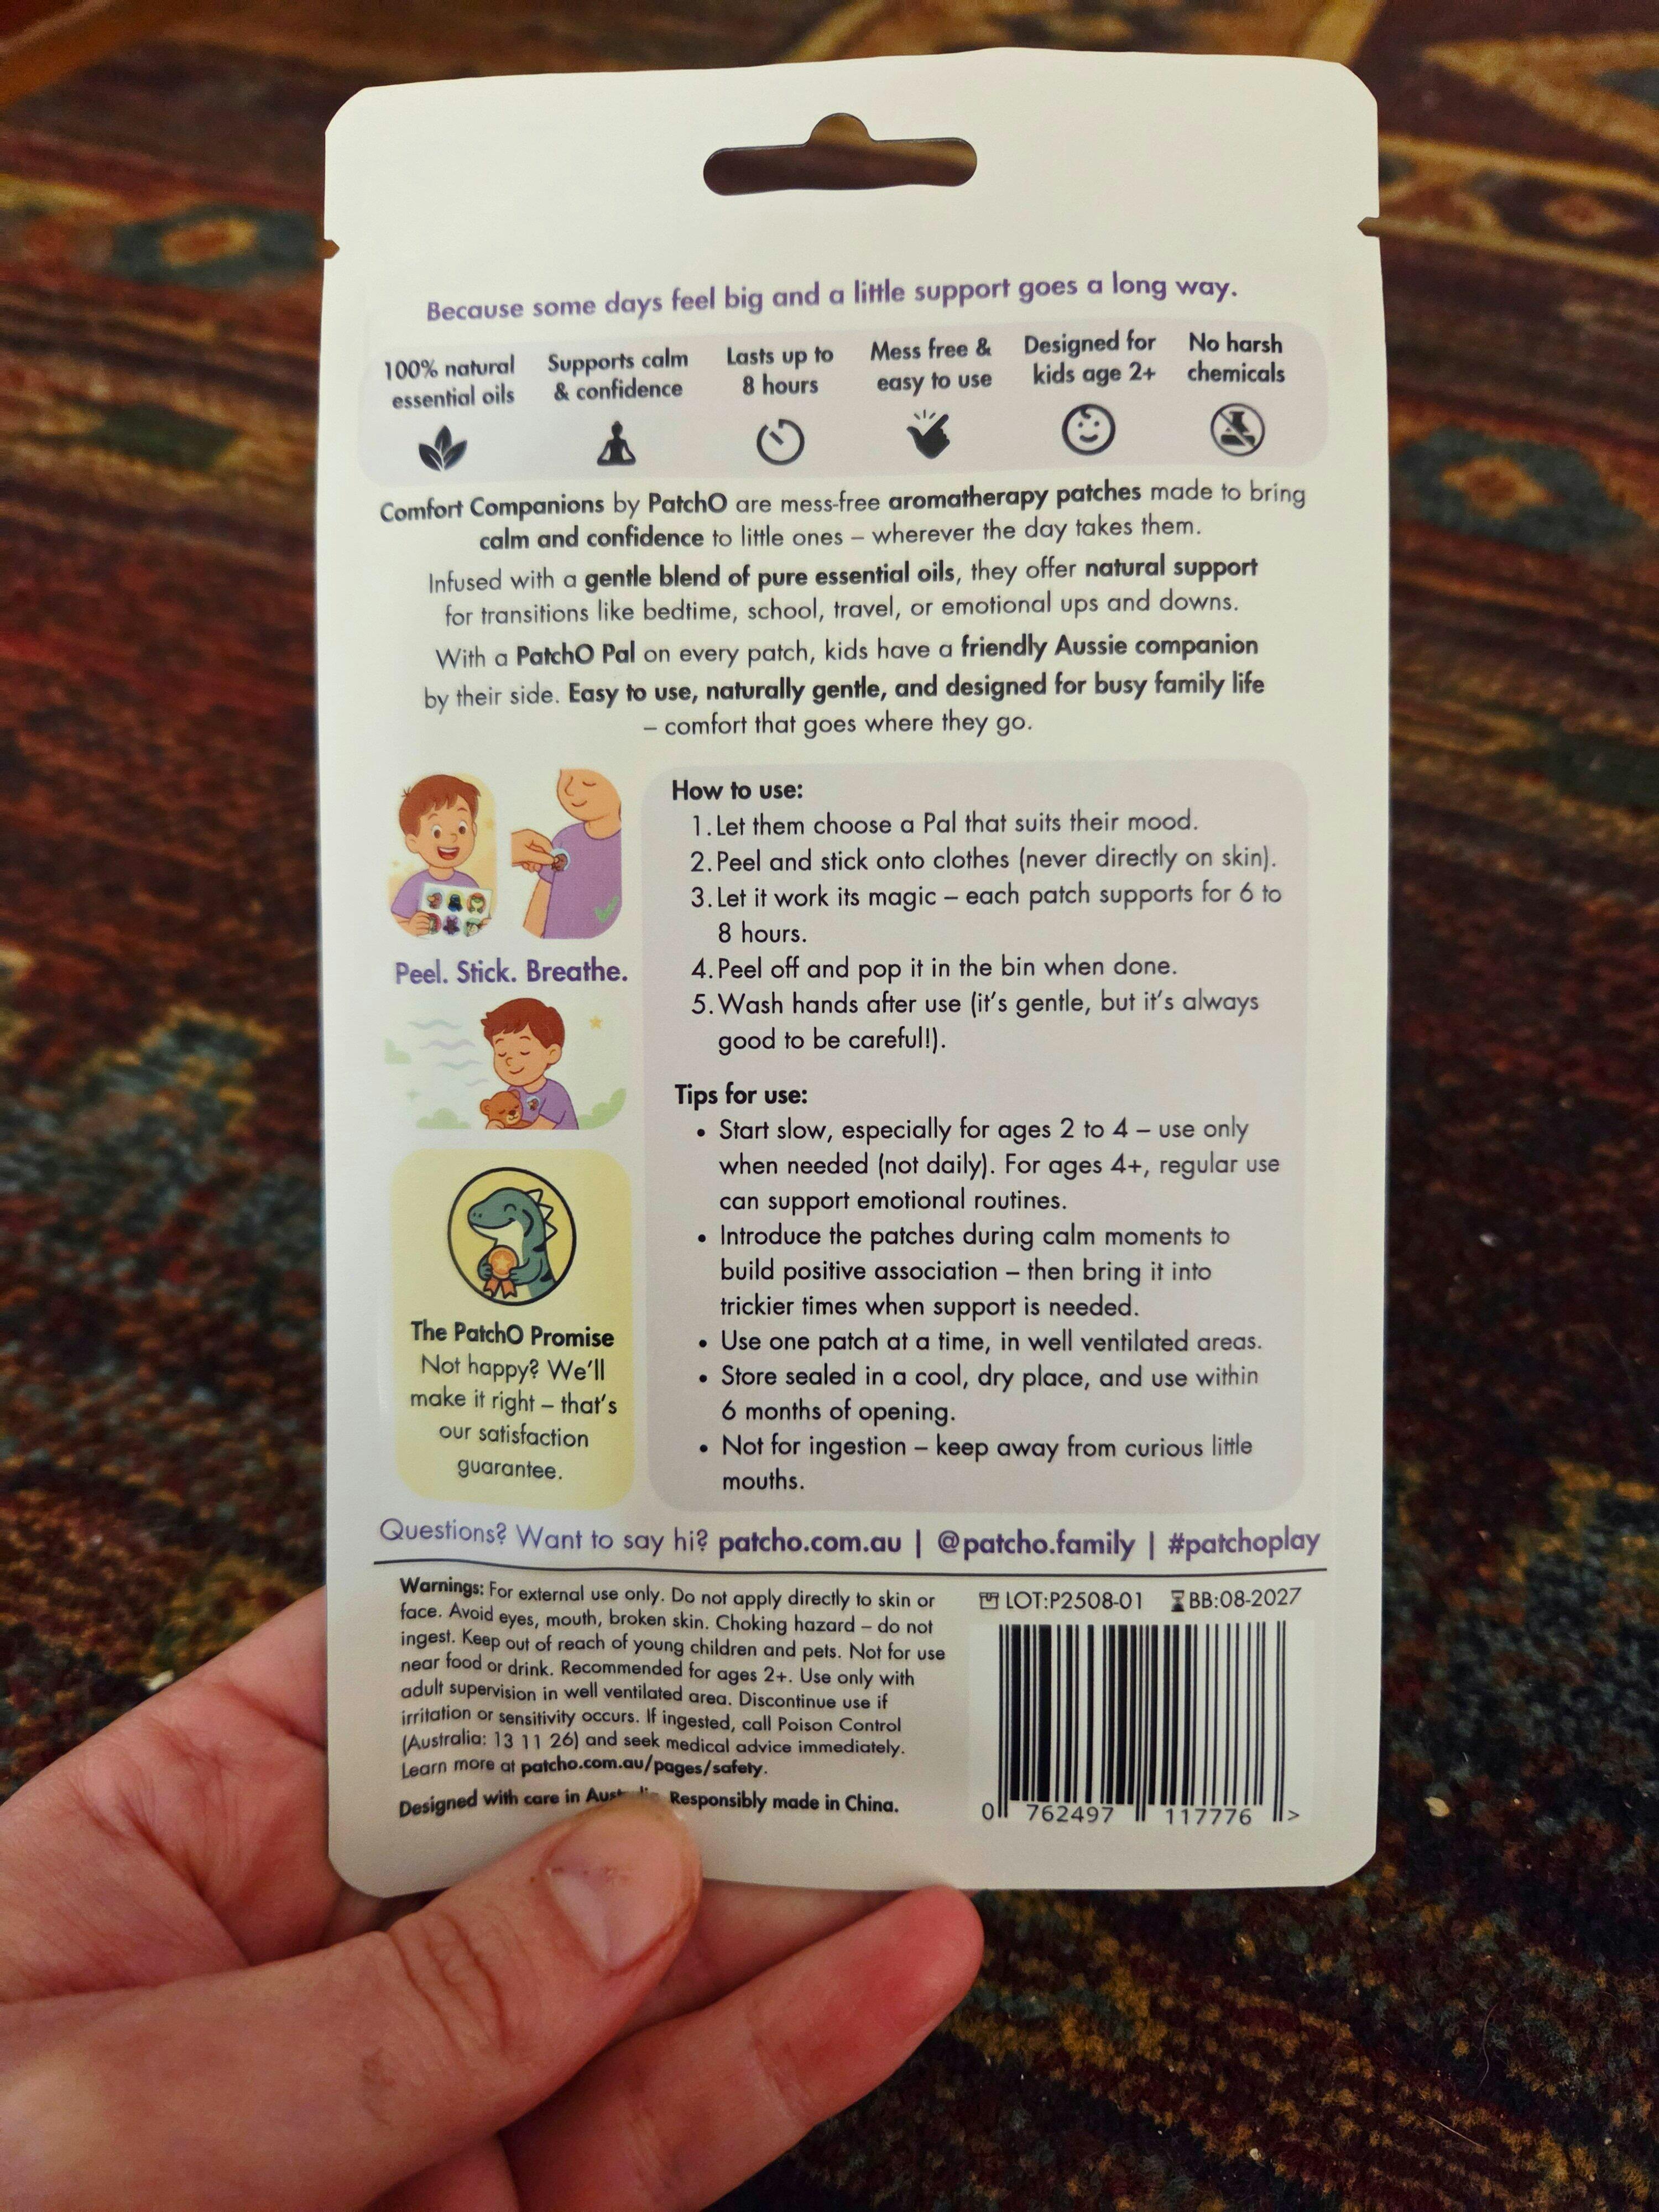 Because some days feel big and a little support goes a long way.
100% natural
essential oils
Supports calm
& confidence
Lasts up to
8 hours
Mess free &
easy to use
Designed for
kids age 2+
No harsh
chemicals
Comfort Companions by PatchO are mess-free aromatherapy patches made to bring
calm and confidence to little ones – wherever the day takes them.
Infused with a gentle blend of pure essential oils, they offer natural support
for transitions like bedtime, school, travel, or emotional ups and downs.
With a PatchO Pal on every patch, kids have a friendly Aussie companion
by their side. Easy to use, naturally gentle, and designed for busy family life
– comfort that goes where they go.
Peel. Stick. Breathe.
The PatchO Promise
Not happy? We'll
make it right – that's
our satisfaction
guarantee.
How to use:
1. Let them choose a Pal that suits their mood.
2. Peel and stick onto clothes (never directly on skin).
3. Let it work its magic – each patch supports for 6 to
8 hours.
4. Peel off and pop it in the bin when done.
5. Wash hands after use (it's gentle, but it's always
good to be careful!).
Tips for use:
• Start slow, especially for ages 2 to 4 – use only
when needed (not daily). For ages 4+, regular use
can support emotional routines.
• Introduce the patches during calm moments to
build positive association – then bring it into
trickier times when support is needed.
• Use one patch at a time, in well ventilated areas.
• Store sealed in a cool, dry place, and use within
6 months of opening.
• Not for ingestion – keep away from curious little
mouths.
Questions? Want to say hi? patcho.com.au | @patcho.family | #patchoplay
Warnings: For external use only. Do not apply directly to skin or
face. Avoid eyes, mouth, broken skin. Choking hazard – do not
ingest. Keep out of reach of young children and pets. Not for use
near food or drink. Recommended for ages 2+. Use only with
adult supervision in well ventilated area. Discontinue use if
irritation or sensitivity occurs. If ingested, call Poison Control
(Australia: 13 11 26) and seek medical advice immediately.
Learn more at patcho.com.au/pages/safety.
Designed with care in Responsibly made in China.
LOT:P2508-01 BB:08-2027
0 762497 117776 >